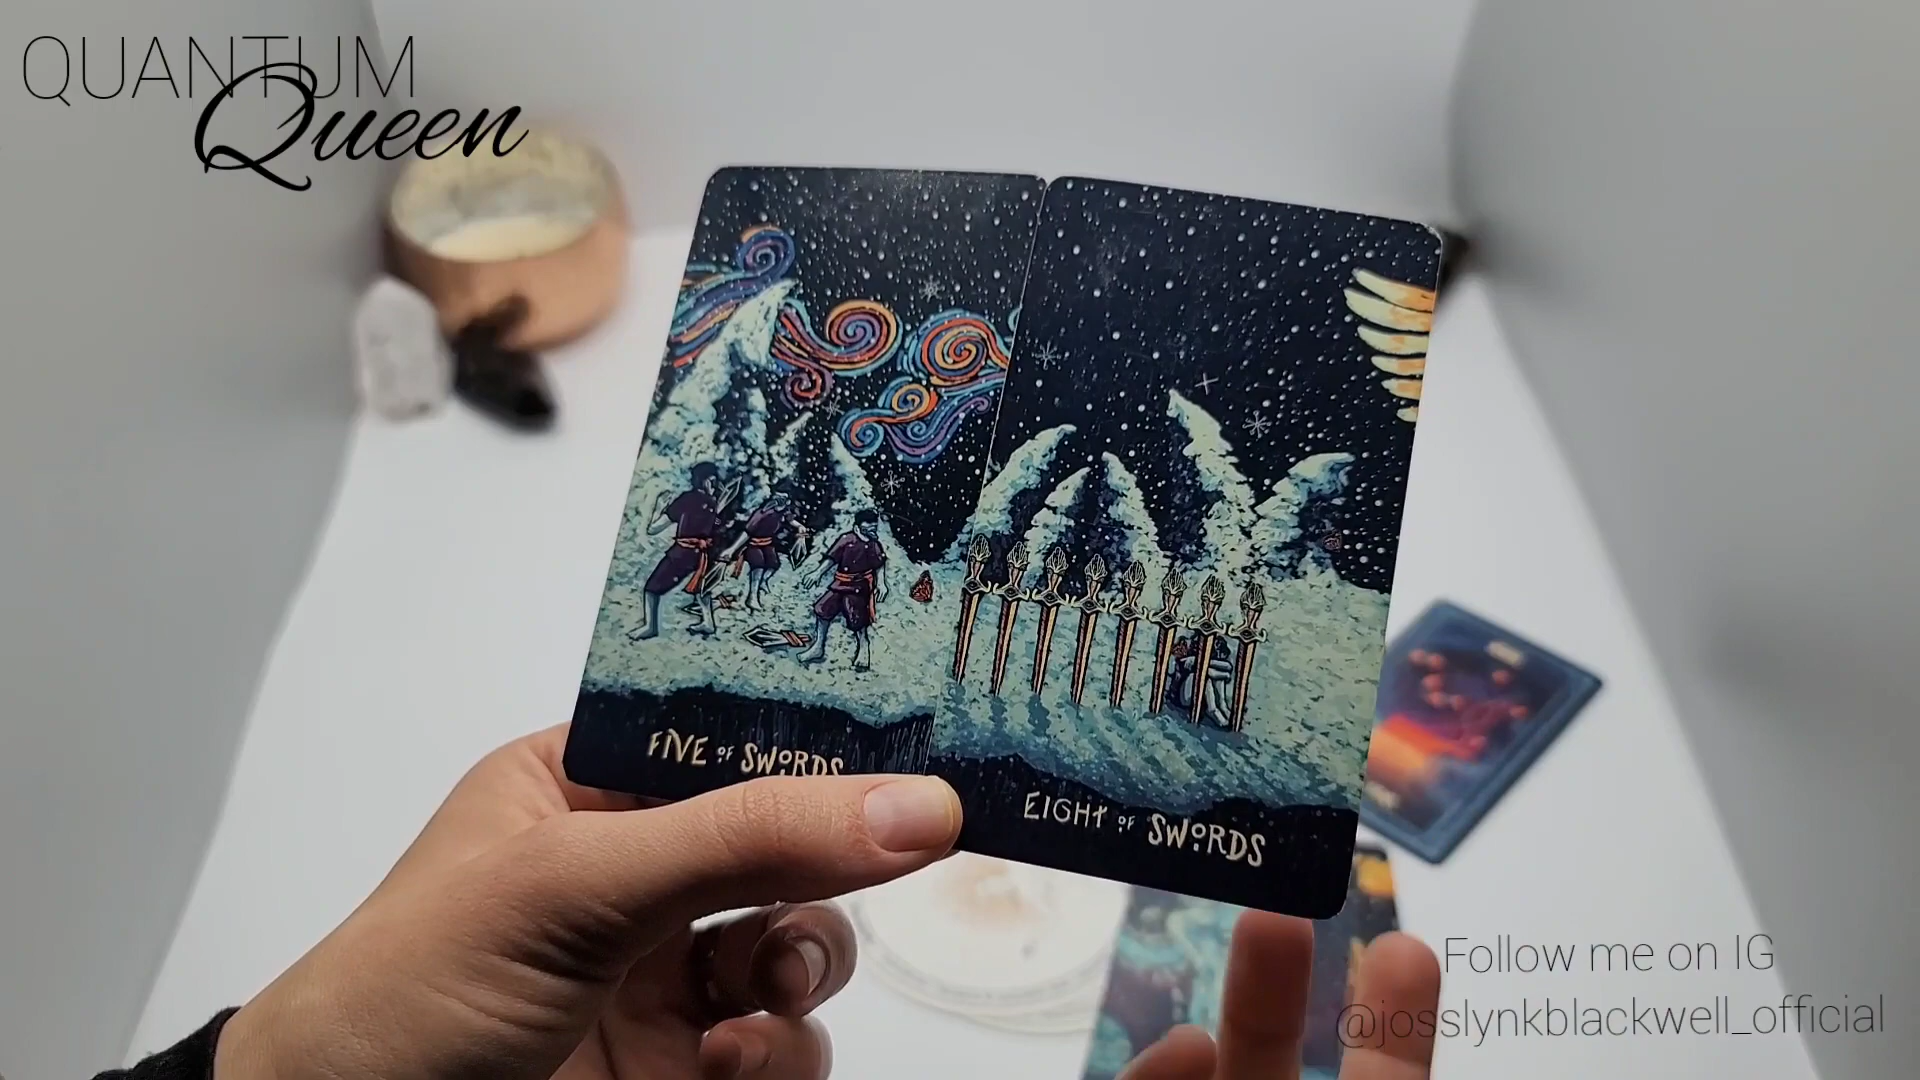 QUANTUM
Queen
FIVE OF SWORDS
EIGHT OF SWORDS
Follow me on IG
@josslynkblackwell_official